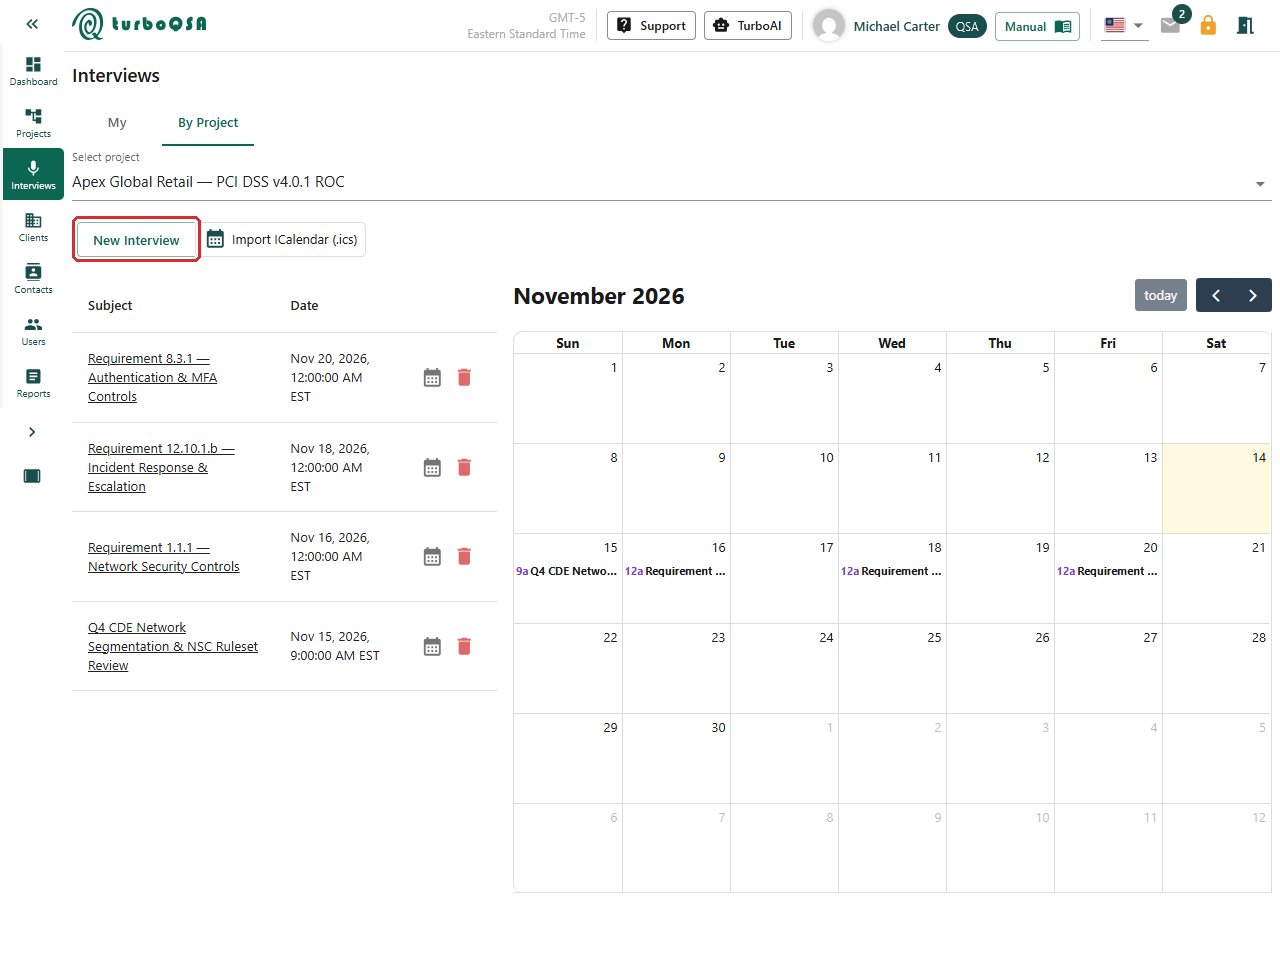 turboQSA
GMT-5
Eastern Standard Time
Support
TurboAI
Michael Carter
QSA
Manual
2
Dashboard
Projects
Interviews
Clients
Contacts
Users
Reports
Interviews
My
By Project
Select project
Apex Global Retail — PCI DSS v4.0.1 ROC
New Interview
Import ICalendar (.ics)
Subject
Date
Requirement 8.3.1 —
Authentication & MFA
Controls
Nov 20, 2026,
12:00:00 AM
EST
Requirement 12.10.1.b —
Incident Response &
Escalation
Nov 18, 2026,
12:00:00 AM
EST
Requirement 1.1.1 —
Network Security Controls
Nov 16, 2026,
12:00:00 AM
EST
Q4 CDE Network
Segmentation & NSC Ruleset
Review
Nov 15, 2026,
9:00:00 AM EST
November 2026
today
Sun Mon Tue Wed Thu Fri Sat
1 2 3 4 5 6 7
8 9 10 11 12 13 14
15 16 17 18 19 20 21
9a Q4 CDE Netwo...
12a Requirement ...
12a Requirement ...
12a Requirement ...
22 23 24 25 26 27 28
29 30 1 2 3 4 5
6 7 8 9 10 11 12